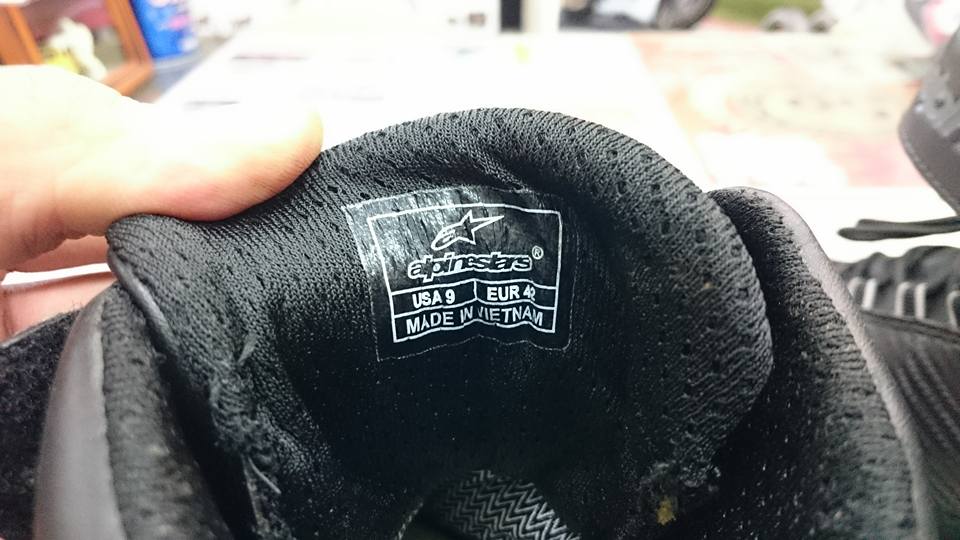 alpinestars®
USA 9 EUR 42
MADE IN VIETNAM